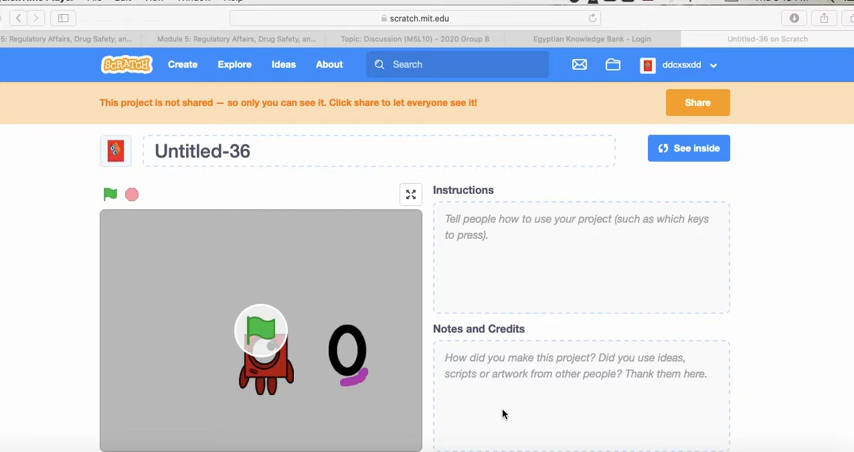 scratch.mit.edu
5: Regulatory Affairs, Drug Safety, an...
Module 5: Regulatory Affairs, Drug Safety, an...
Topic: Discussion (M5L10) - 2020 Group 8
Egyptian Knowledge Bank - Login
Untitled-36 on Scratch
SCRATCH
Create
Explore
Ideas
About
Search
ddcxsxdd
This project is not shared — so only you can see it. Click share to let everyone see it!
Share
Untitled-36
See inside
Instructions
Tell people how to use your project (such as which keys
to press).
Notes and Credits
How did you make this project? Did you use ideas,
scripts or artwork from other people? Thank them here.
0